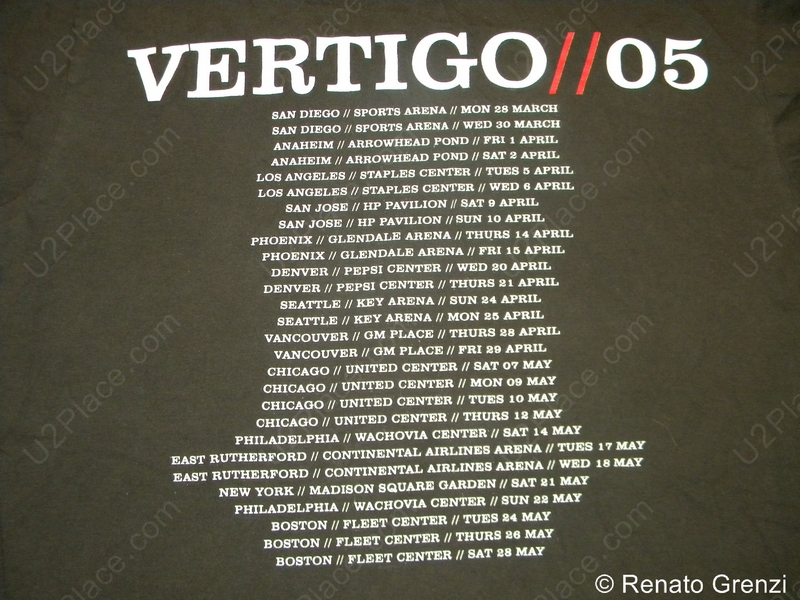 VERTIGO//05
SAN DIEGO // SPORTS ARENA // MON 28 MARCH
SAN DIEGO // SPORTS ARENA // WED 30 MARCH
ANAHEIM // ARROWHEAD POND // FRI 1 APRIL
ANAHEIM // ARROWHEAD POND // SAT 2 APRIL
LOS ANGELES // STAPLES CENTER // TUES 5 APRIL
LOS ANGELES // STAPLES CENTER // WED 6 APRIL
SAN JOSE // HP PAVILION // SAT 9 APRIL
SAN JOSE // HP PAVILION // SUN 10 APRIL
PHOENIX // GLENDALE ARENA // THURS 14 APRIL
PHOENIX // GLENDALE ARENA // FRI 15 APRIL
DENVER // PEPSI CENTER // WED 20 APRIL
DENVER // PEPSI CENTER // THURS 21 APRIL
SEATTLE // KEY ARENA // SUN 24 APRIL
SEATTLE // KEY ARENA // MON 25 APRIL
VANCOUVER // GM PLACE // THURS 28 APRIL
VANCOUVER // GM PLACE // FRI 29 APRIL
CHICAGO // UNITED CENTER // SAT 07 MAY
CHICAGO // UNITED CENTER // MON 09 MAY
CHICAGO // UNITED CENTER // TUES 10 MAY
CHICAGO // UNITED CENTER // THURS 12 MAY
PHILADELPHIA // WACHOVIA CENTER // SAT 14 MAY
EAST RUTHERFORD // CONTINENTAL AIRLINES ARENA // TUES 17 MAY
EAST RUTHERFORD // CONTINENTAL AIRLINES ARENA // WED 18 MAY
NEW YORK // MADISON SQUARE GARDEN // SAT 21 MAY
PHILADELPHIA // WACHOVIA CENTER // SUN 22 MAY
BOSTON // FLEET CENTER // TUES 24 MAY
BOSTON // FLEET CENTER // THURS 26 MAY
BOSTON // FLEET CENTER // SAT 28 MAY
© Renato Grenzi
U2Place.com